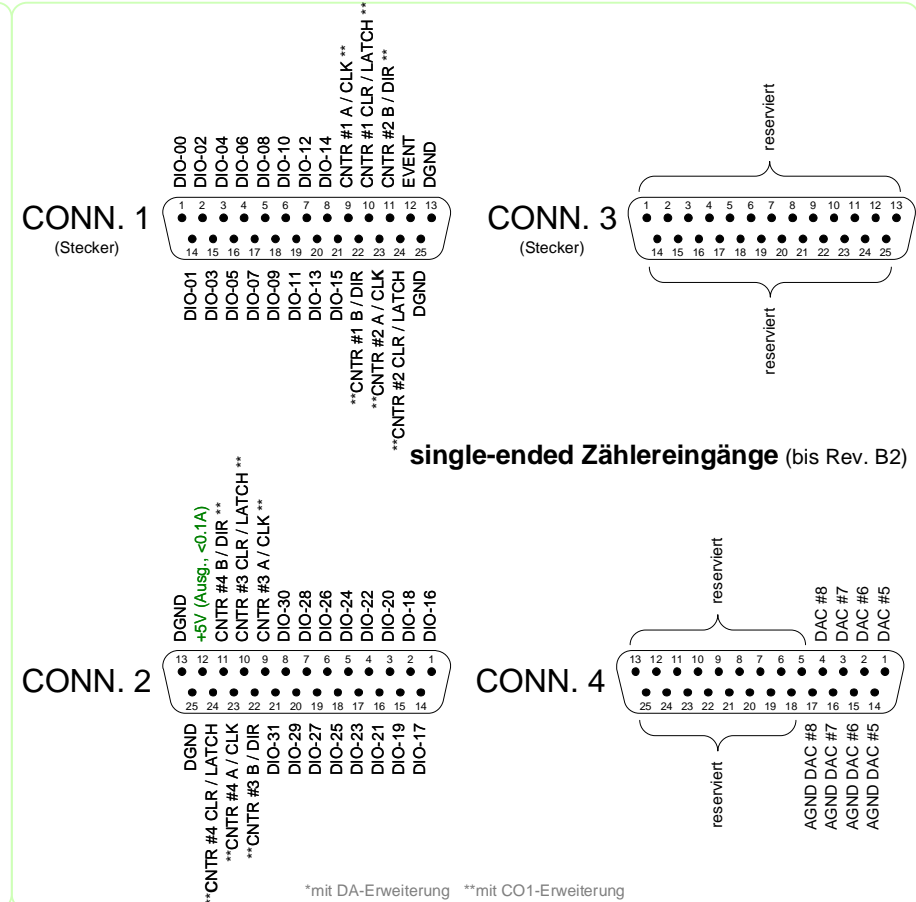 DIO-00
DIO-02
DIO-04
DIO-06
DIO-08
DIO-10
DIO-12
DIO-14
CNTR #1 A / CLK **
CNTR #1 CLR / LATCH **
CNTR #2 B / DIR **
EVENT
DGND
CONN. 1
(Stecker)
1 2 3 4 5 6 7 8 9 10 11 12 13
14 15 16 17 18 19 20 21 22 23 24 25
DIO-01
DIO-03
DIO-05
DIO-07
DIO-09
DIO-11
DIO-13
DIO-15
**CNTR #1 B / DIR
**CNTR #2 A / CLK
**CNTR #2 CLR / LATCH
DGND
reserviert
CONN. 3
(Stecker)
1 2 3 4 5 6 7 8 9 10 11 12 13
14 15 16 17 18 19 20 21 22 23 24 25
reserviert
single-ended Zählereingänge (bis Rev. B2)
DGND
+5V (Ausg., <0.1A)
CNTR #4 B / DIR **
CNTR #3 CLR / LATCH **
CNTR #3 A / CLK **
DIO-30
DIO-28
DIO-26
DIO-24
DIO-22
DIO-20
DIO-18
DIO-16
CONN. 2
13 12 11 10 9 8 7 6 5 4 3 2 1
25 24 23 22 21 20 19 18 17 16 15 14
DGND
**CNTR #4 CLR / LATCH
**CNTR #4 A / CLK
**CNTR #3 B / DIR
DIO-31
DIO-29
DIO-27
DIO-25
DIO-23
DIO-21
DIO-19
DIO-17
reserviert
DAC #8
DAC #7
DAC #6
DAC #5
CONN. 4
13 12 11 10 9 8 7 6 5 4 3 2 1
25 24 23 22 21 20 19 18 17 16 15 14
reserviert
AGND DAC #8
AGND DAC #7
AGND DAC #6
AGND DAC #5
*mit DA-Erweiterung **mit CO1-Erweiterung